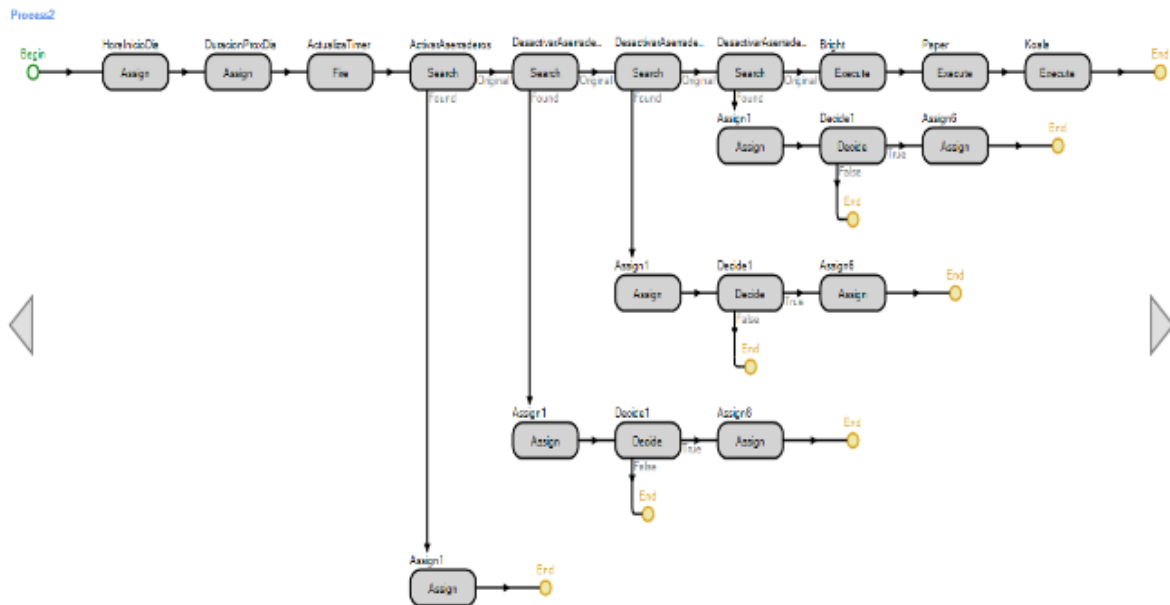 Process2
Begin
HoraInicioDia
DuracionProxDia
ActualizaTimer
ActivarAserraderos
DesactivarAserrade...
DesactivarAserrade...
DesactivarAserrade...
Bright
Paper
Koala
End
Assign
Assign
Fire
Search
Original
Search
Original
Search
Original
Search
Original
Execute
Execute
Execute
Found
Found
Found
Found
Assign1
Decide1
Assign6
End
Assign
Decide
True
Assign
False
End
Assign1
Decide1
Assign6
End
Assign
Decide
True
Assign
False
End
Assign1
Decide1
Assign6
End
Assign
Decide
True
Assign
False
End
Assign1
End
Assign